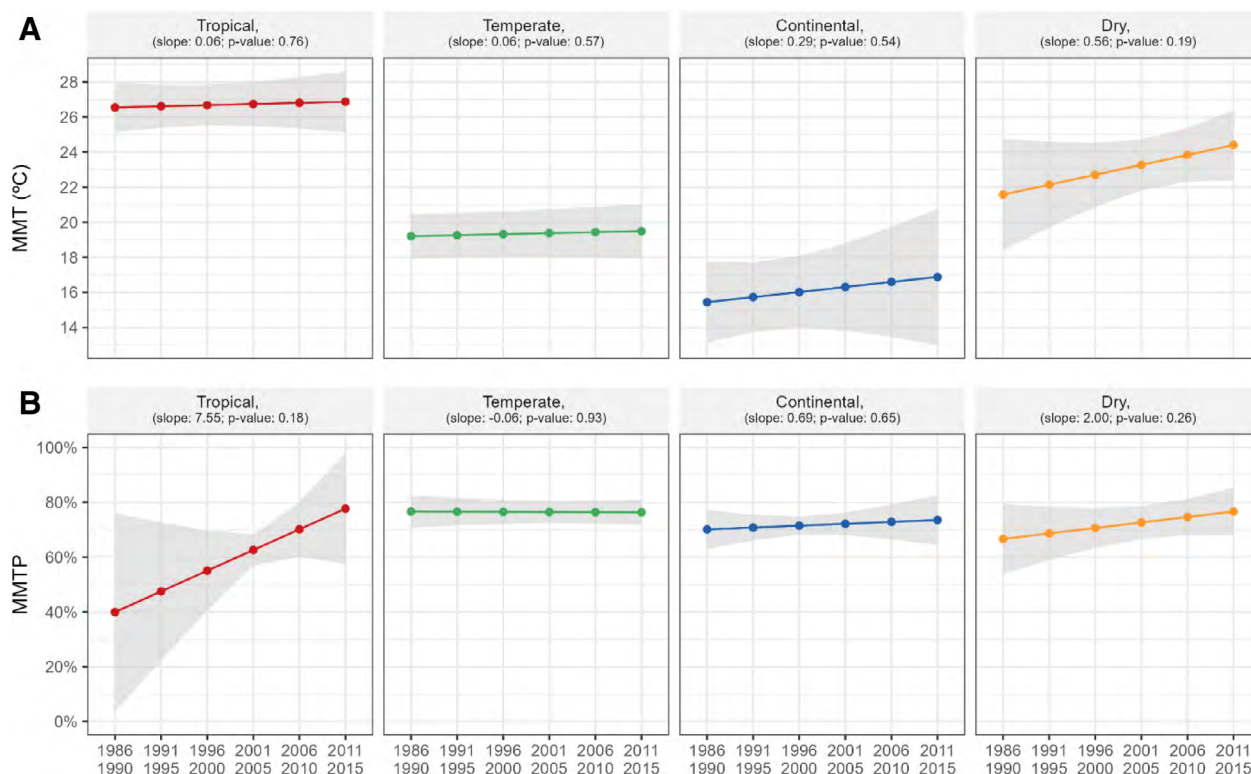 A
Tropical,
(slope: 0.06; p-value: 0.76)
Temperate,
(slope: 0.06; p-value: 0.57)
Continental,
(slope: 0.29; p-value: 0.54)
Dry,
(slope: 0.56; p-value: 0.19)
MMT (ºC)
28
26
24
22
20
18
16
14
B
Tropical,
(slope: 7.55; p-value: 0.18)
Temperate,
(slope: -0.06; p-value: 0.93)
Continental,
(slope: 0.69; p-value: 0.65)
Dry,
(slope: 2.00; p-value: 0.26)
MMTP
100%
80%
60%
40%
20%
0%
1986 1991 1996 2001 2006 2011 1986 1991 1996 2001 2006 2011 1986 1991 1996 2001 2006 2011 1986 1991 1996 2001 2006 2011
1990 1995 2000 2005 2010 2015 1990 1995 2000 2005 2010 2015 1990 1995 2000 2005 2010 2015 1990 1995 2000 2005 2010 2015